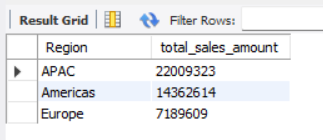 Result Grid Filter Rows:
Region total_sales_amount
APAC 22009323
Americas 14362614
Europe 7189609